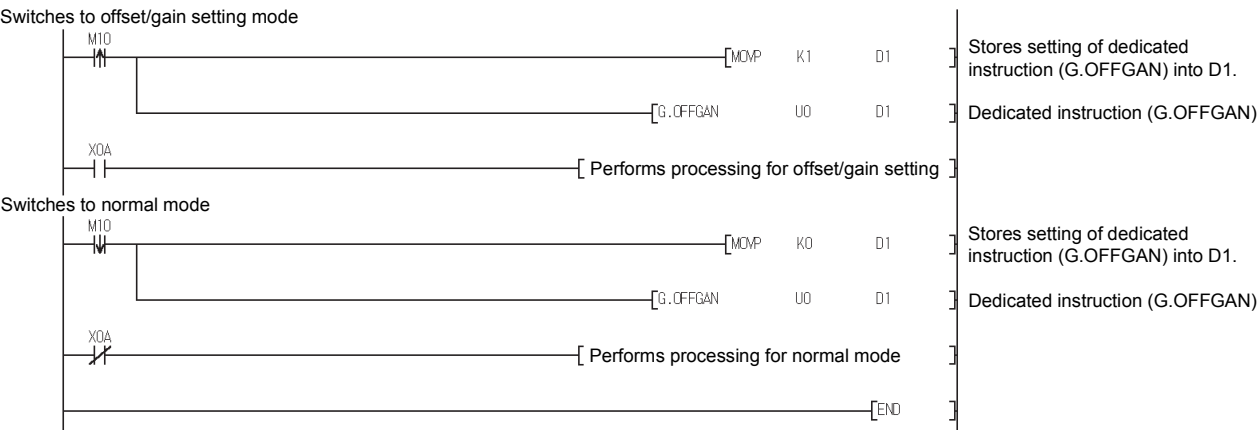 Switches to offset/gain setting mode
M10
MOVP K1 D1
Stores setting of dedicated
instruction (G.OFFGAN) into D1.
G.OFFGAN U0 D1
Dedicated instruction (G.OFFGAN)
X0A
Performs processing for offset/gain setting
Switches to normal mode
M10
MOVP K0 D1
Stores setting of dedicated
instruction (G.OFFGAN) into D1.
G.OFFGAN U0 D1
Dedicated instruction (G.OFFGAN)
X0A
Performs processing for normal mode
END